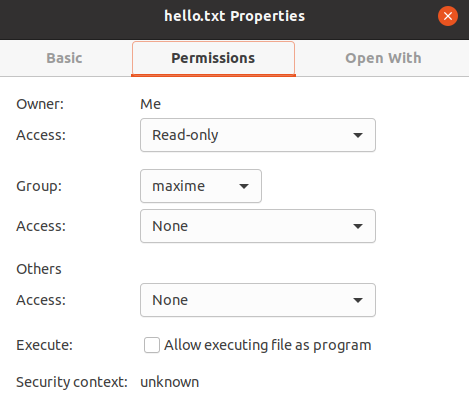 hello.txt Properties
Basic Permissions Open With
Owner: Me
Access: Read-only
Group: maxime
Access: None
Others
Access: None
Execute: Allow executing file as program
Security context: unknown